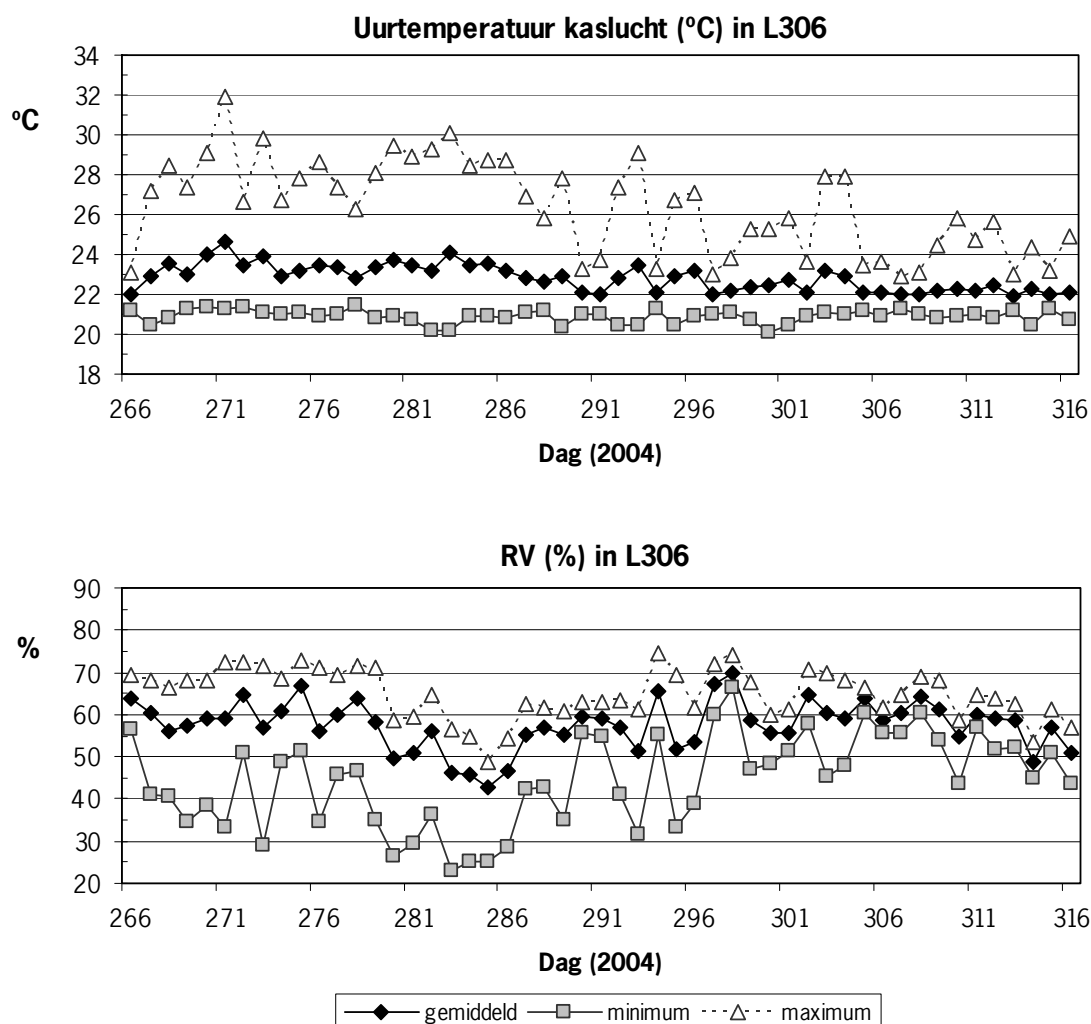 Uurtemperatuur kaslucht (ºC) in L306
ºC
34
32
30
28
26
24
22
20
18
266 271 276 281 286 291 296 301 306 311 316
Dag (2004)
RV (%) in L306
%
90
80
70
60
50
40
30
20
266 271 276 281 286 291 296 301 306 311 316
Dag (2004)
gemiddeld minimum maximum